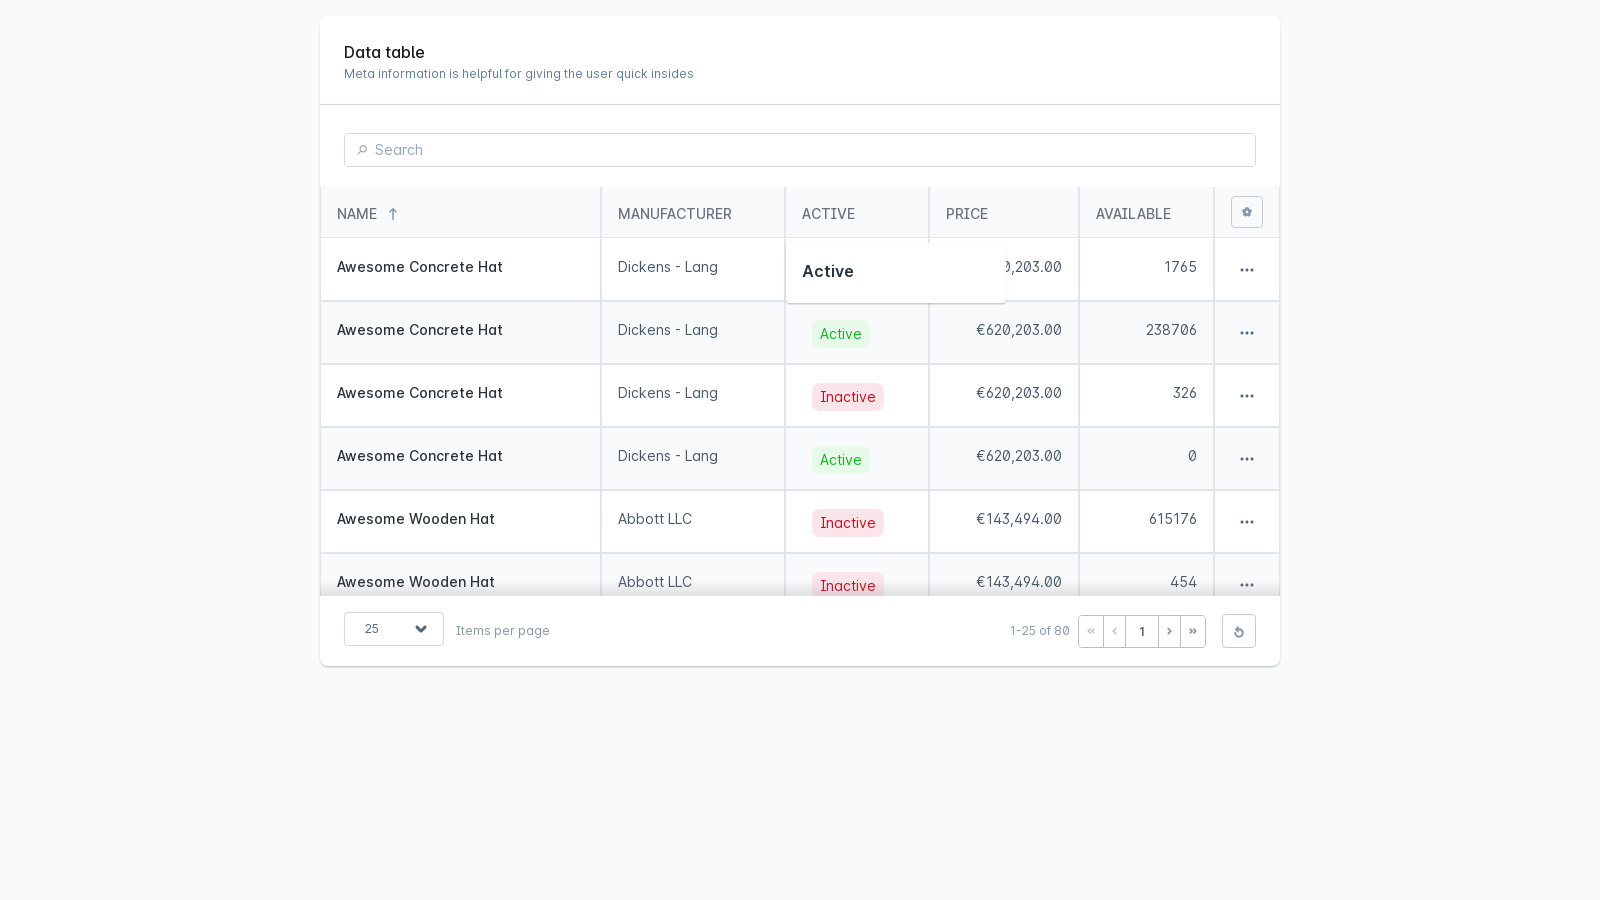 Data table
Meta information is helpful for giving the user quick insides
Search
NAME MANUFACTURER ACTIVE PRICE AVAILABLE
Awesome Concrete Hat Dickens - Lang Active 0,203.00 1765
Awesome Concrete Hat Dickens - Lang Active €620,203.00 238706
Awesome Concrete Hat Dickens - Lang Inactive €620,203.00 326
Awesome Concrete Hat Dickens - Lang Active €620,203.00 0
Awesome Wooden Hat Abbott LLC Inactive €143,494.00 615176
Awesome Wooden Hat Abbott LLC Inactive €143,494.00 454
25 Items per page 1-25 of 80 « ‹ 1 › »